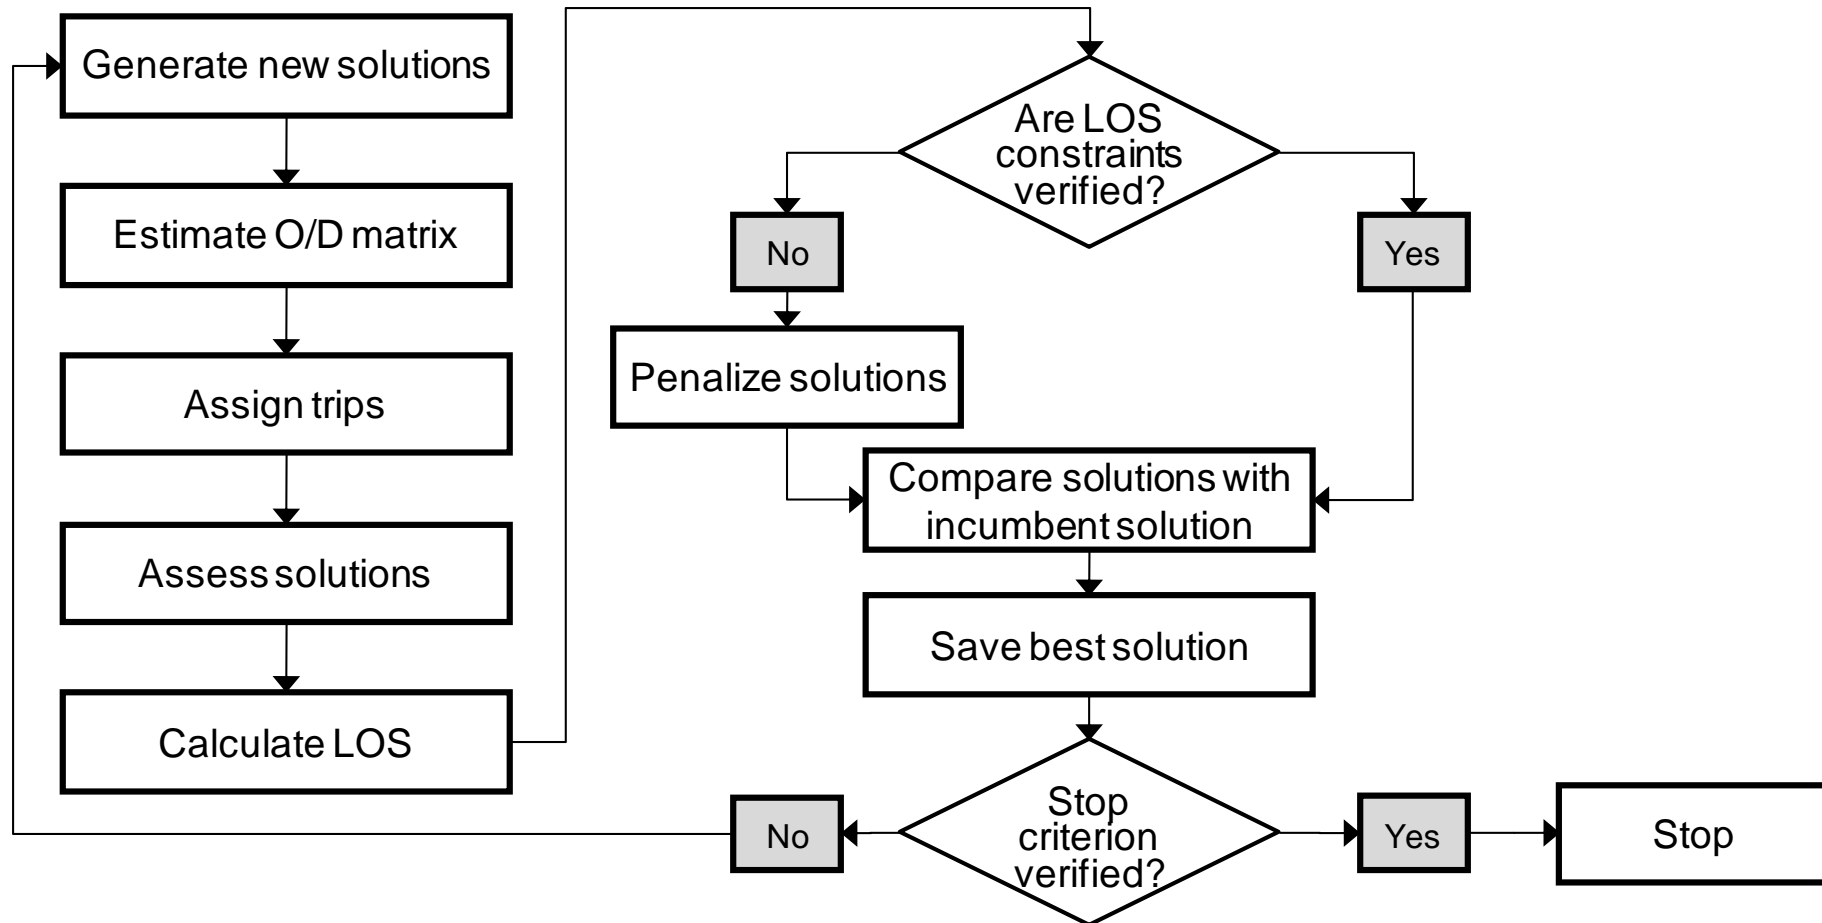 Generate new solutions
Estimate O/D matrix
Assign trips
Assess solutions
Calculate LOS
Are LOS
constraints
verified?
No
Yes
Penalize solutions
Compare solutions with
incumbent solution
Save best solution
Stop
criterion
verified?
No
Yes
Stop